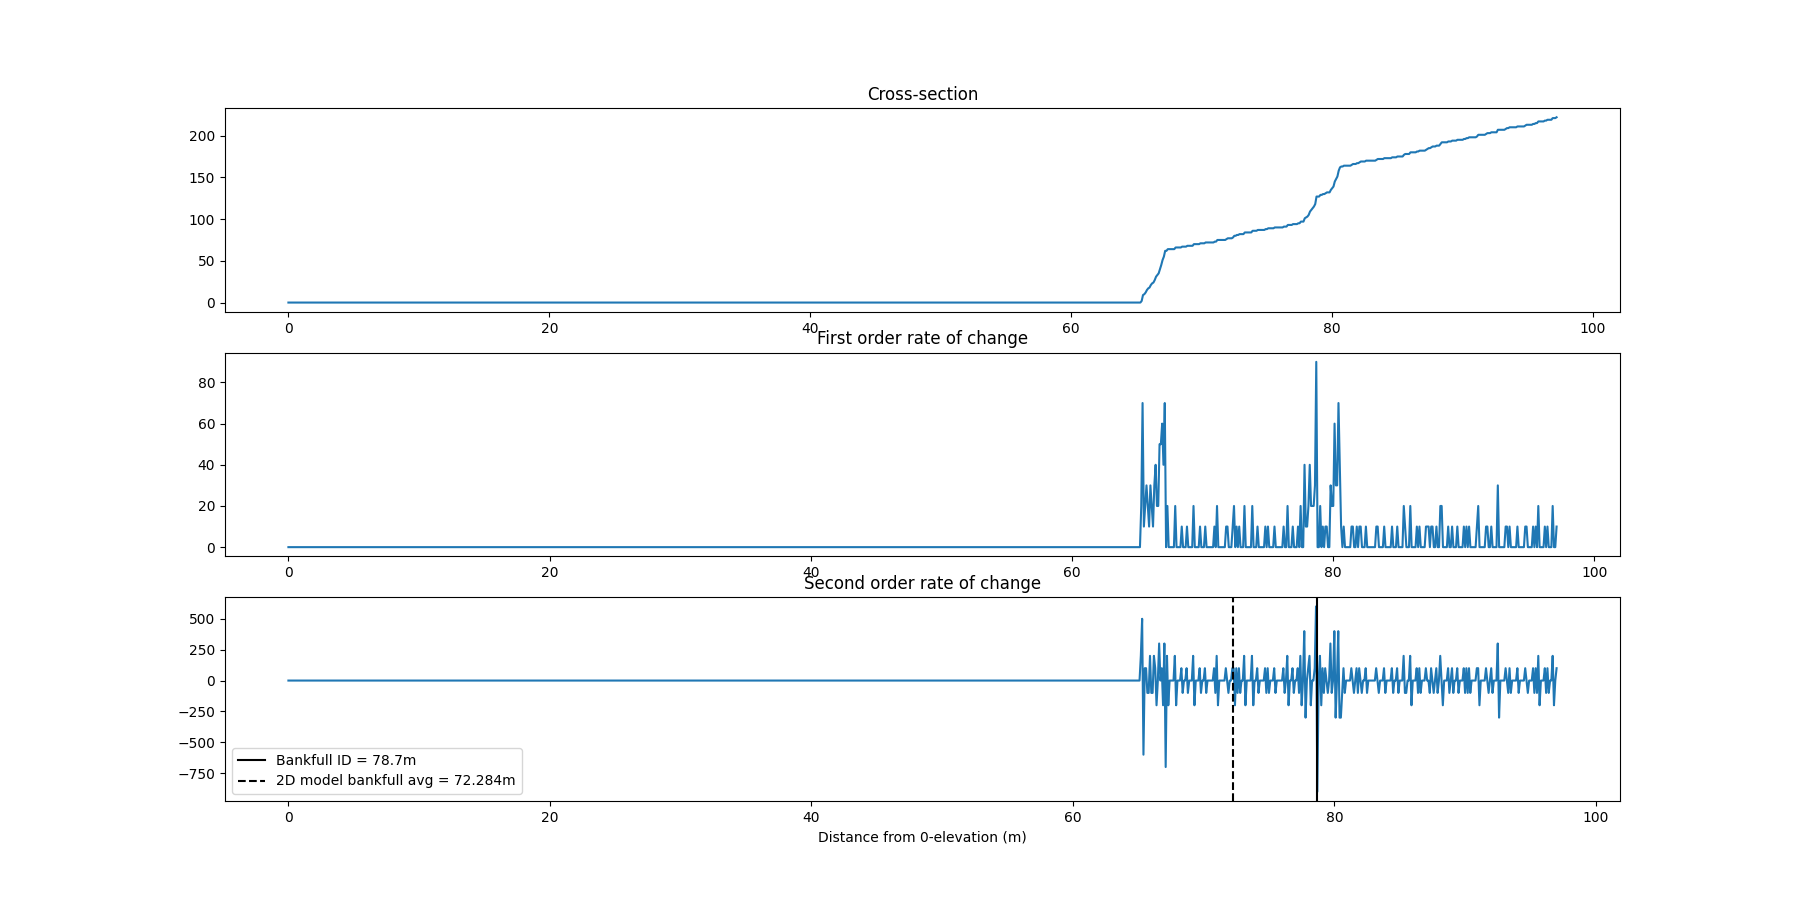 Cross-section
200
150
100
50
0
0 20 40 60 80 100
First order rate of change
80
60
40
20
0
0 20 40 60 80 100
Second order rate of change
500
250
0
−250
−500
−750
Bankfull ID = 78.7m
2D model bankfull avg = 72.284m
0 20 40 60 80 100
Distance from 0-elevation (m)